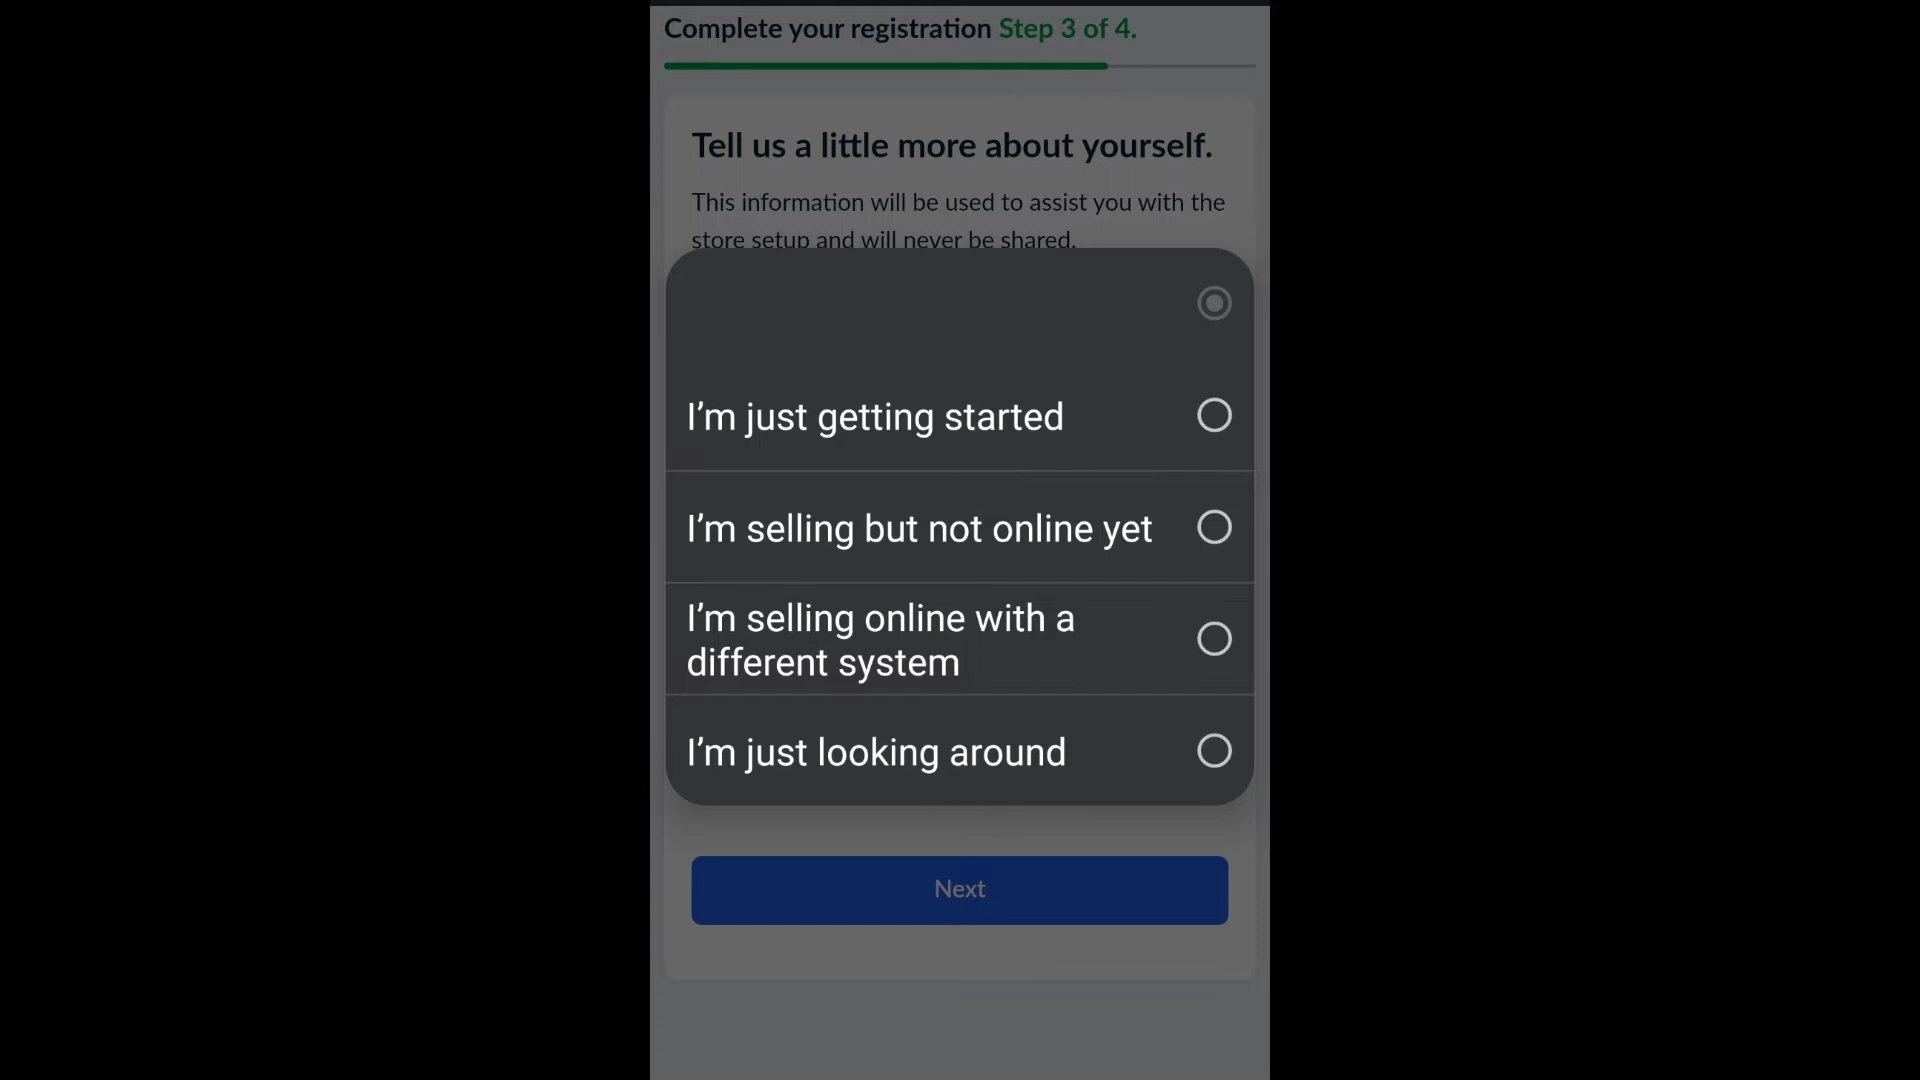 Complete your registration Step 3 of 4.
Tell us a little more about yourself.
This information will be used to assist you with the
store setup and will never be shared.
I’m just getting started
I’m selling but not online yet
I’m selling online with a
different system
I’m just looking around
Next